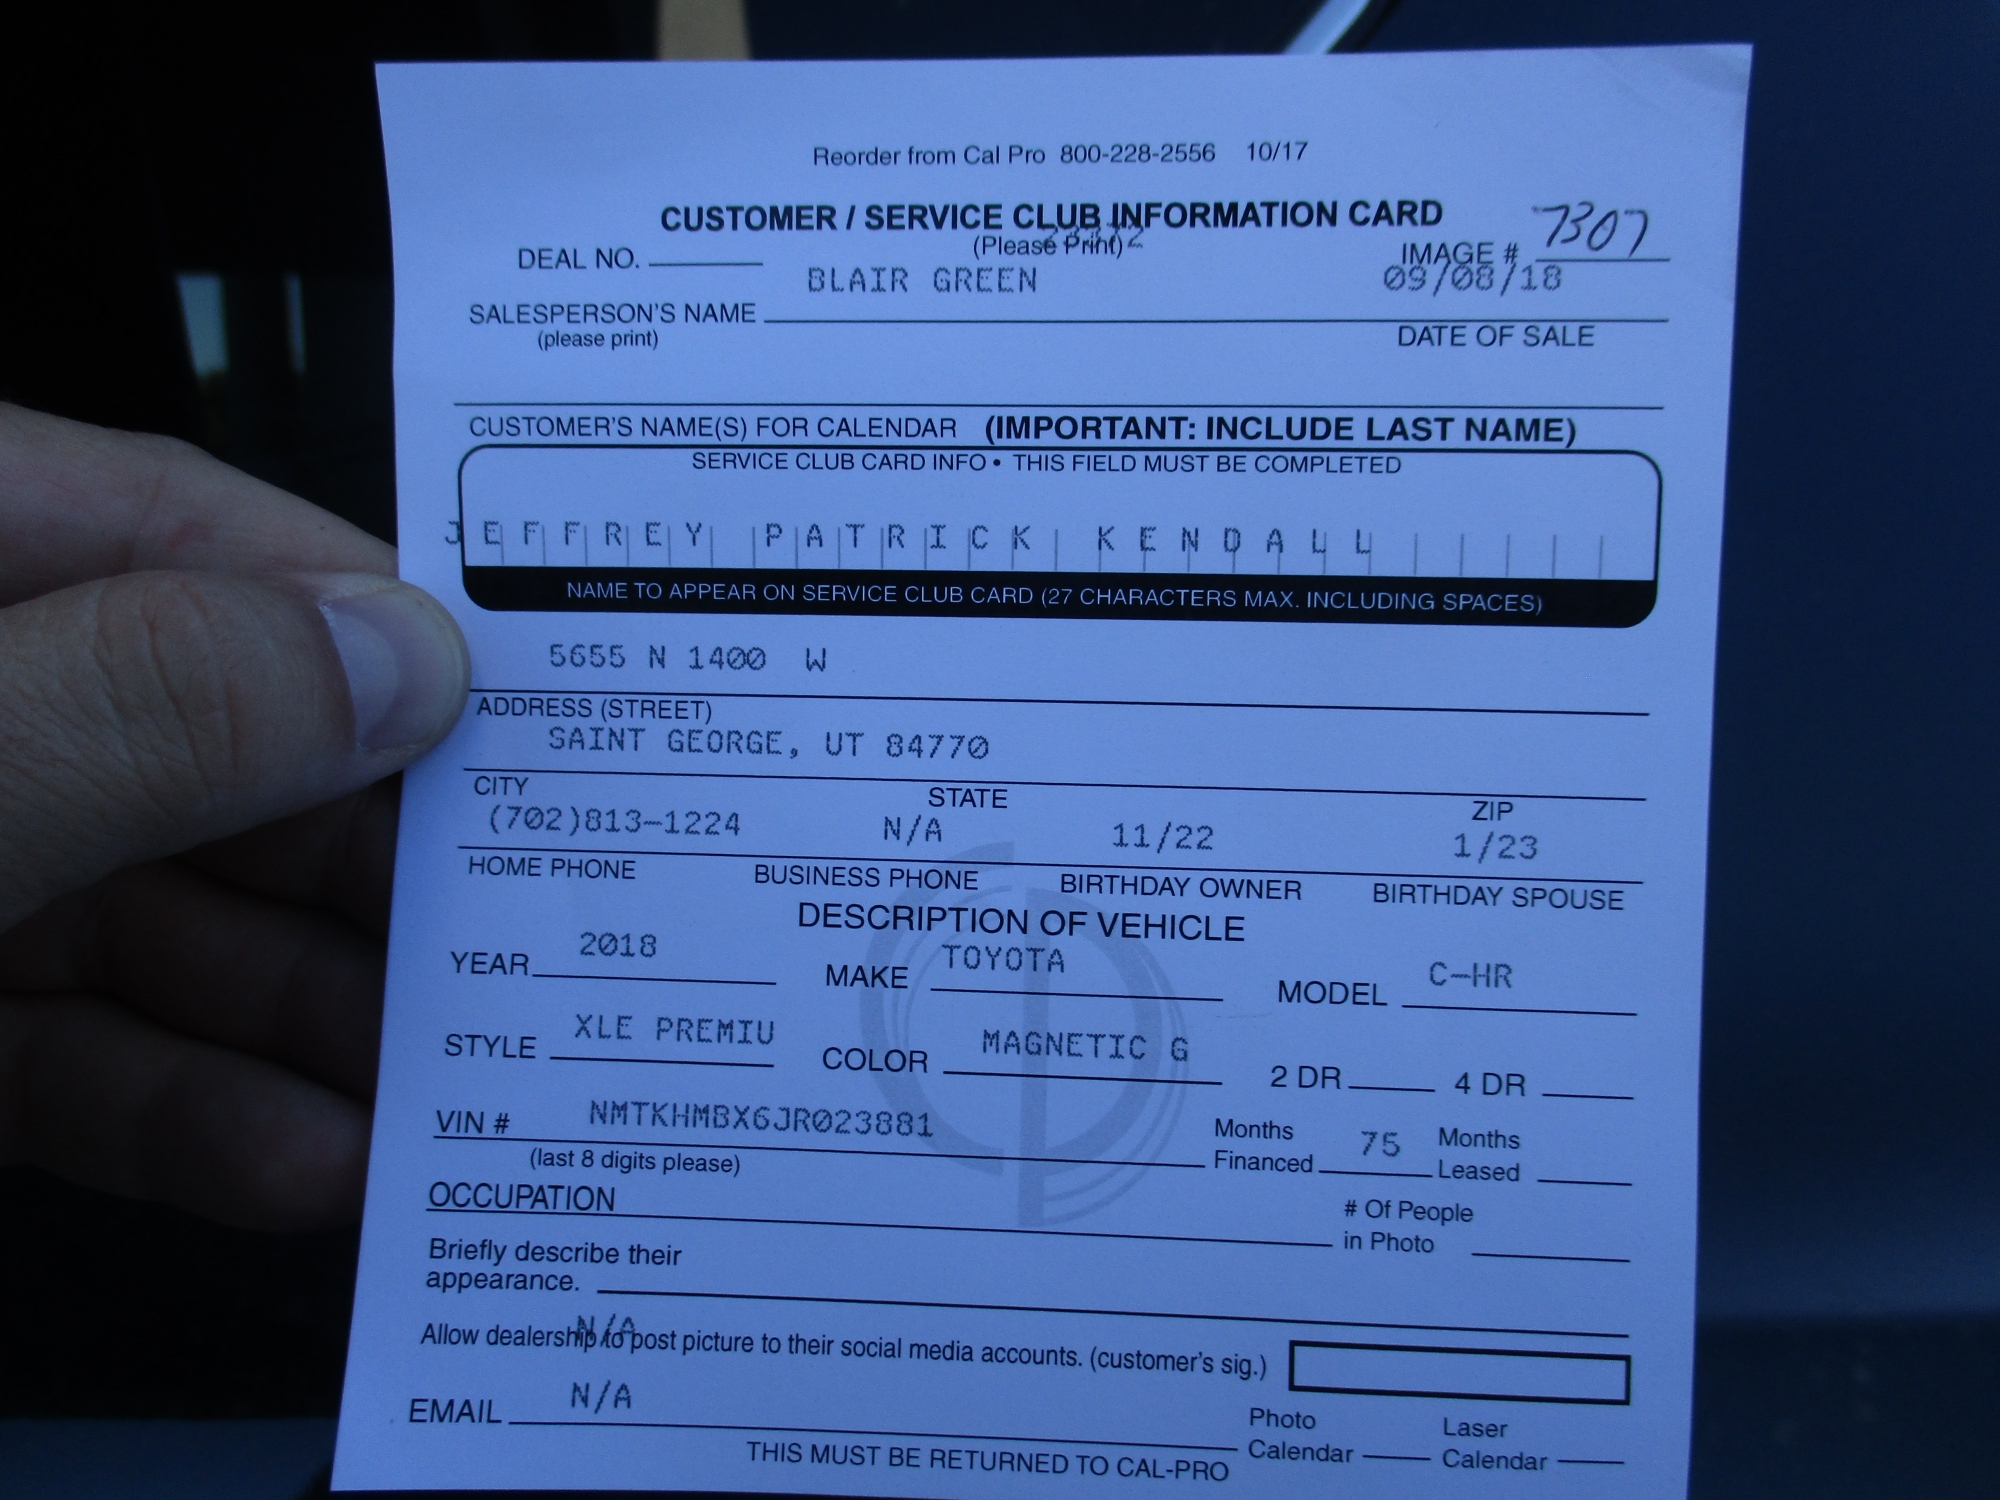 Reorder from Cal Pro 800-228-2556 10/17
CUSTOMER / SERVICE CLUB INFORMATION CARD
(Please Print)
DEAL NO.
IMAGE # 7307
BLAIR GREEN 09/08/18
SALESPERSON'S NAME
(please print)
DATE OF SALE
CUSTOMER'S NAME(S) FOR CALENDAR (IMPORTANT: INCLUDE LAST NAME)
SERVICE CLUB CARD INFO • THIS FIELD MUST BE COMPLETED
JEFFREY PATRICK KENDALL
NAME TO APPEAR ON SERVICE CLUB CARD (27 CHARACTERS MAX. INCLUDING SPACES)
5655 N 1400 W
ADDRESS (STREET)
SAINT GEORGE, UT 84770
CITY STATE ZIP
(702)813-1224 N/A 11/22 1/23
HOME PHONE BUSINESS PHONE BIRTHDAY OWNER BIRTHDAY SPOUSE
DESCRIPTION OF VEHICLE
YEAR 2018 MAKE TOYOTA MODEL C-HR
STYLE XLE PREMIU COLOR MAGNETIC G 2 DR 4 DR
VIN # NMTKHMBX6JR023881 Months Financed 75 Months Leased
(last 8 digits please)
OCCUPATION
# Of People in Photo
Briefly describe their
appearance.
N/A
Allow dealership to post picture to their social media accounts. (customer's sig.)
EMAIL N/A
Photo Calendar Laser Calendar
THIS MUST BE RETURNED TO CAL-PRO